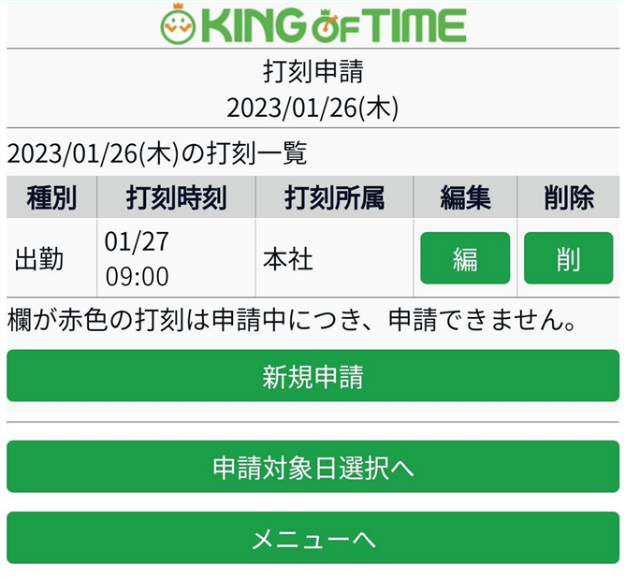 KING OF TIME
打刻申請
2023/01/26(木)
2023/01/26(木)の打刻一覧
種別 打刻時刻 打刻所属 編集 削除
出勤 01/27 09:00 本社 編 削
欄が赤色の打刻は申請中につき、申請できません。
新規申請
申請対象日選択へ
メニューへ